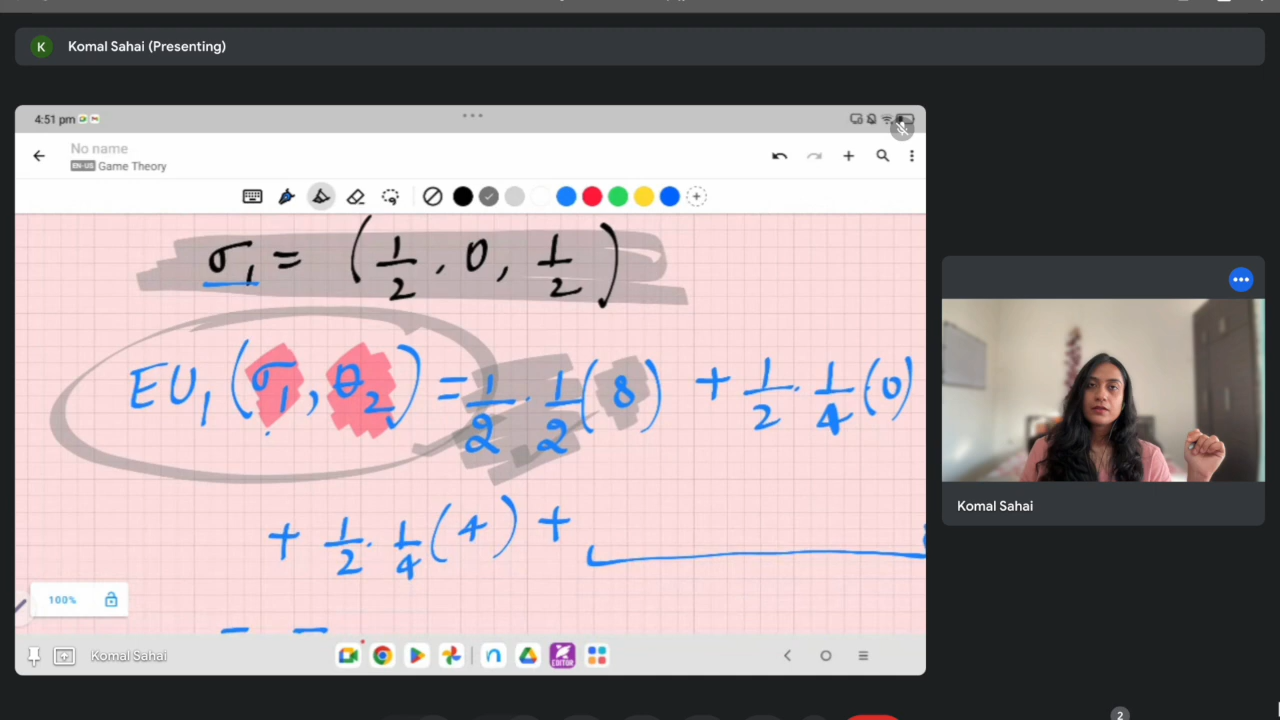 K Komal Sahai (Presenting)
4:51 pm
No name
EN-US Game Theory
σ₁ = (1/2, 0, 1/2)
EU₁(σ₁, θ₂) = 1/2 · 1/2 (8) + 1/2 · 1/4 (0)
+ 1/2 · 1/4 (4) +
100%
Komal Sahai
EDITOR
Komal Sahai
2